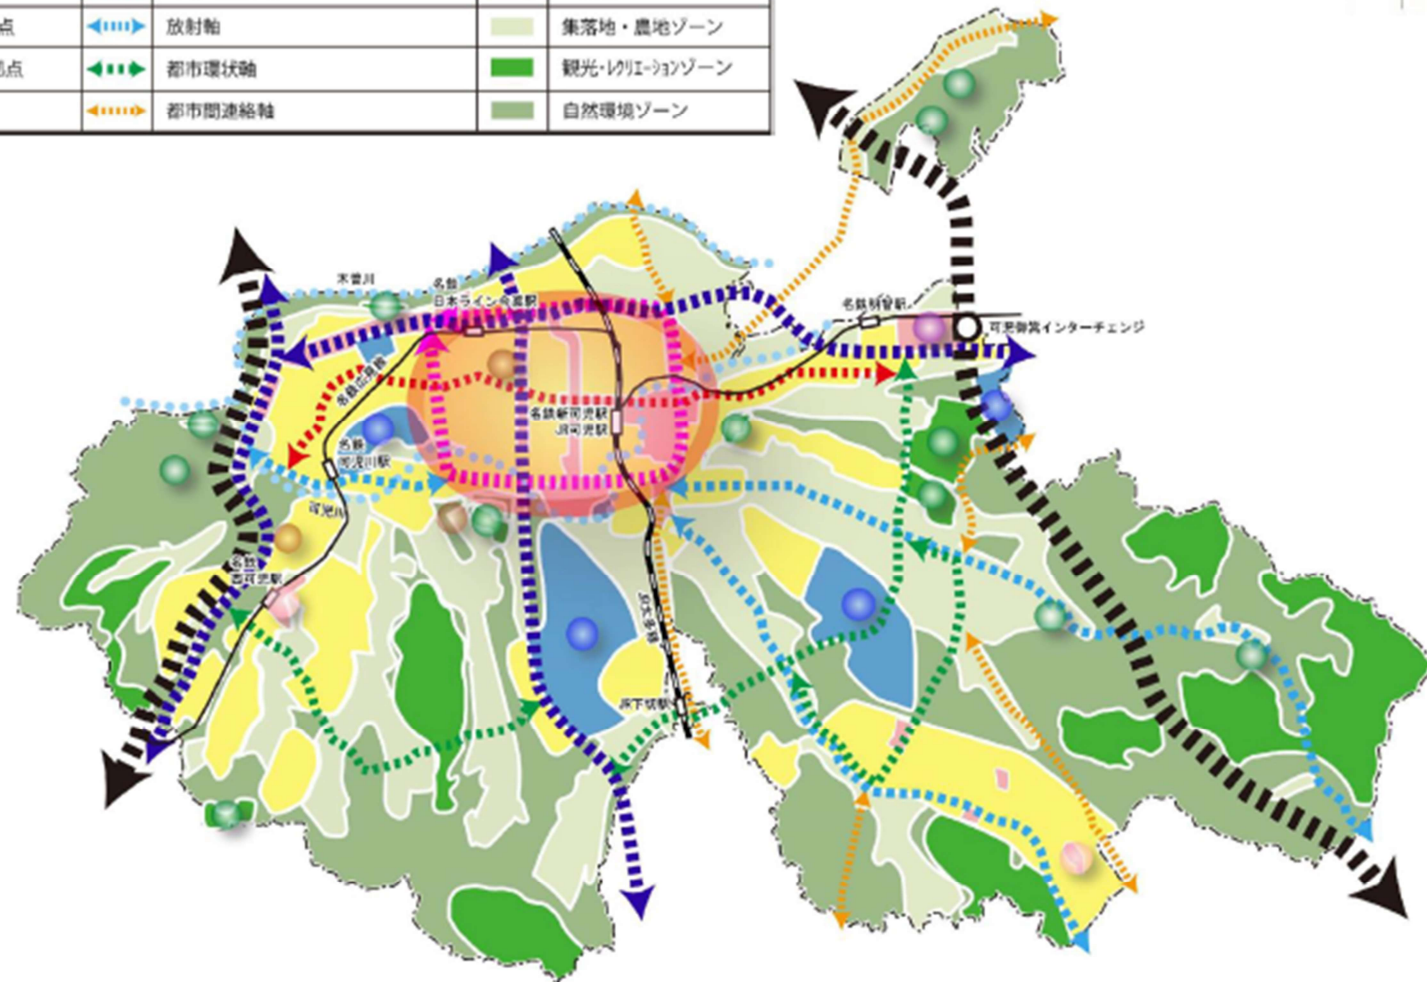 点
放射軸
集落地・農地ゾーン
点
都市環状軸
観光・レクリエーションゾーン
都市間連絡軸
自然環境ゾーン
木曽川
名鉄
日本ライン今渡駅
名鉄明智駅
可児御嵩インターチェンジ
名鉄広見線
名鉄新可児駅
JR可児駅
名鉄
可児川駅
可児川
名鉄
西可児駅
JR太多線
JR下切駅